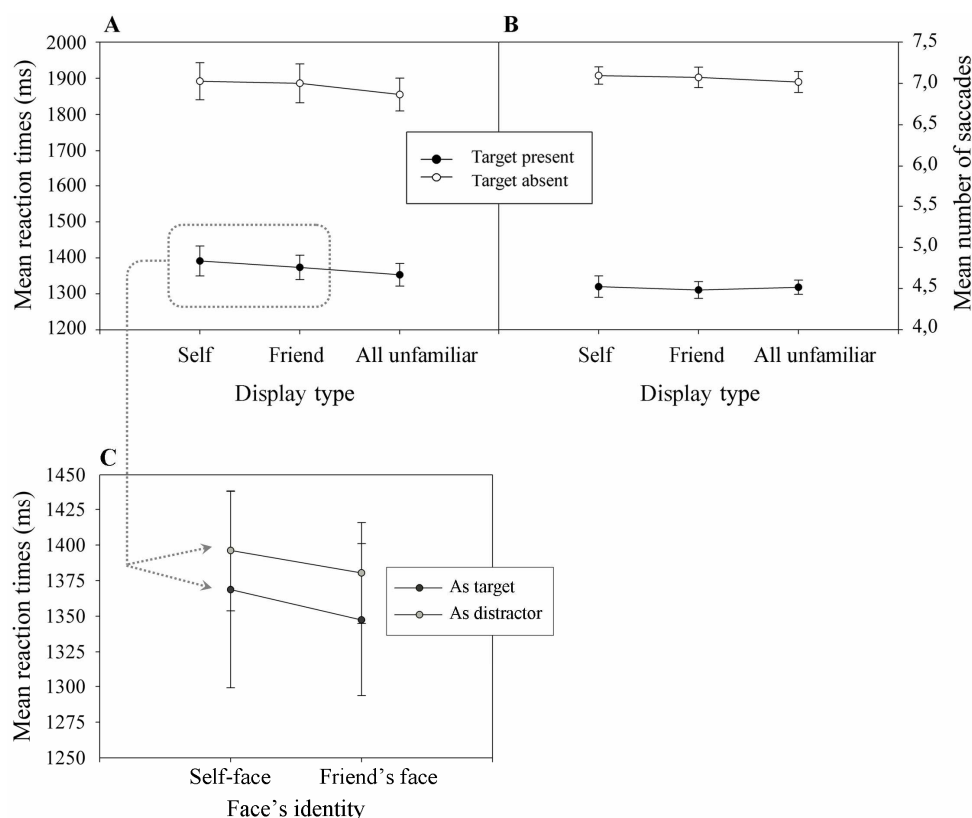 A
B
Mean reaction times (ms)
2000
1900
1800
1700
1600
1500
1400
1300
1200
Self
Friend
All unfamiliar
Display type
Target present
Target absent
Self
Friend
All unfamiliar
Display type
7,5
7,0
6,5
6,0
5,5
5,0
4,5
4,0
Mean number of saccades
C
Mean reaction times (ms)
1450
1425
1400
1375
1350
1325
1300
1275
1250
As target
As distractor
Self-face
Friend's face
Face's identity